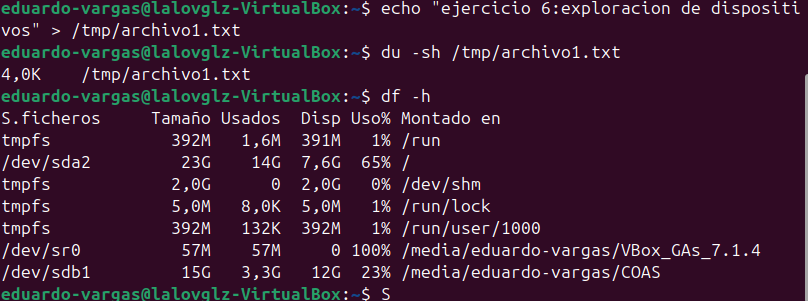 eduardo-vargas@lalovglz-VirtualBox:~$ echo "ejercicio 6:exploracion de dispositi
vos" > /tmp/archivo1.txt
eduardo-vargas@lalovglz-VirtualBox:~$ du -sh /tmp/archivo1.txt
4,0K    /tmp/archivo1.txt
eduardo-vargas@lalovglz-VirtualBox:~$ df -h
S.ficheros     Tamaño Usados  Disp Uso% Montado en
tmpfs            392M   1,6M  391M   1% /run
/dev/sda2         23G    14G  7,6G  65% /
tmpfs            2,0G      0  2,0G   0% /dev/shm
tmpfs            5,0M   8,0K  5,0M   1% /run/lock
tmpfs            392M   132K  392M   1% /run/user/1000
/dev/sr0          57M    57M     0 100% /media/eduardo-vargas/VBox_GAs_7.1.4
/dev/sdb1         15G   3,3G   12G  23% /media/eduardo-vargas/COAS
eduardo-vargas@lalovglz-VirtualBox:~$ S